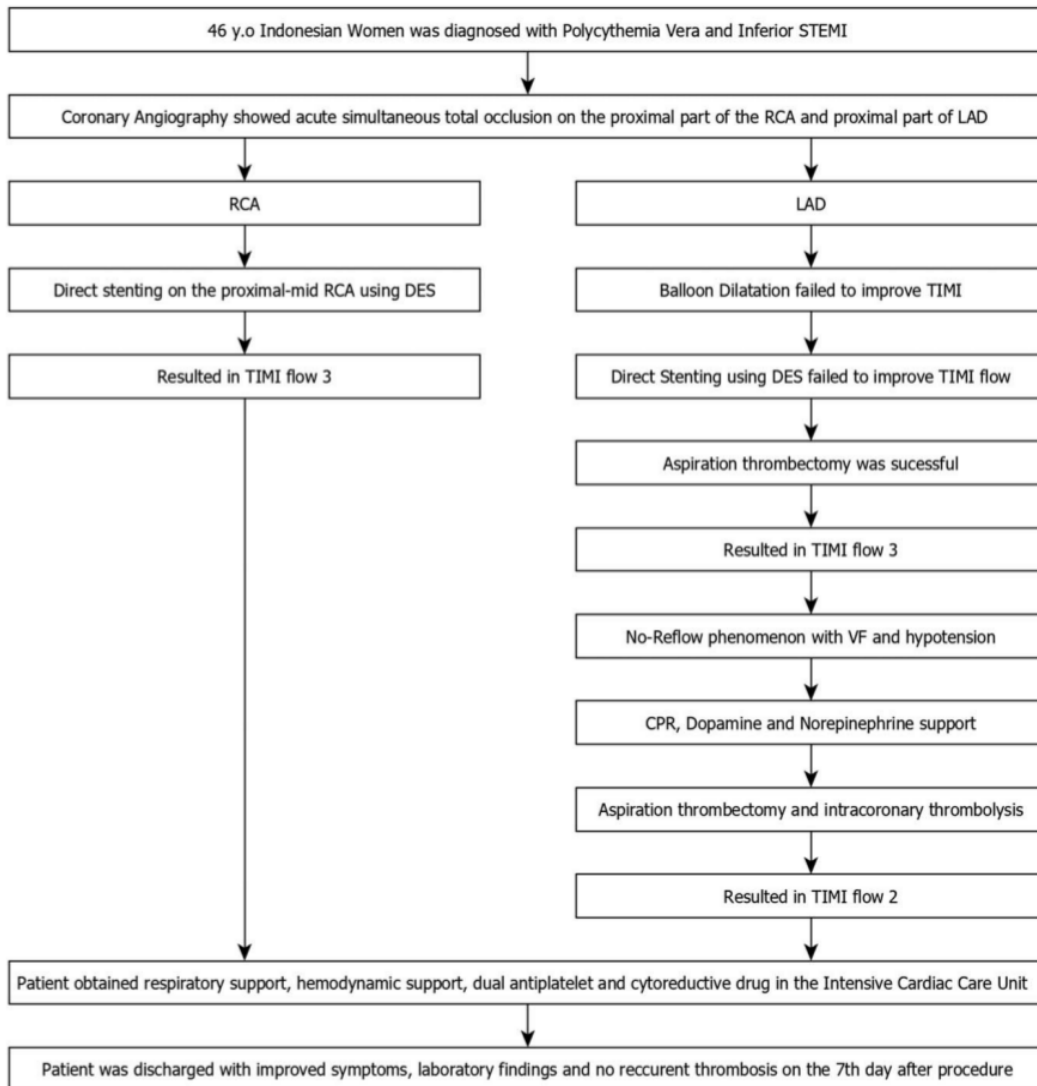 46 y.o Indonesian Women was diagnosed with Polycythemia Vera and Inferior STEMI
Coronary Angiography showed acute simultaneous total occlusion on the proximal part of the RCA and proximal part of LAD
RCA
Direct stenting on the proximal-mid RCA using DES
Resulted in TIMI flow 3
LAD
Balloon Dilatation failed to improve TIMI
Direct Stenting using DES failed to improve TIMI flow
Aspiration thrombectomy was sucessful
Resulted in TIMI flow 3
No-Reflow phenomenon with VF and hypotension
CPR, Dopamine and Norepinephrine support
Aspiration thrombectomy and intracoronary thrombolysis
Resulted in TIMI flow 2
Patient obtained respiratory support, hemodynamic support, dual antiplatelet and cytoreductive drug in the Intensive Cardiac Care Unit
Patient was discharged with improved symptoms, laboratory findings and no reccurent thrombosis on the 7th day after procedure